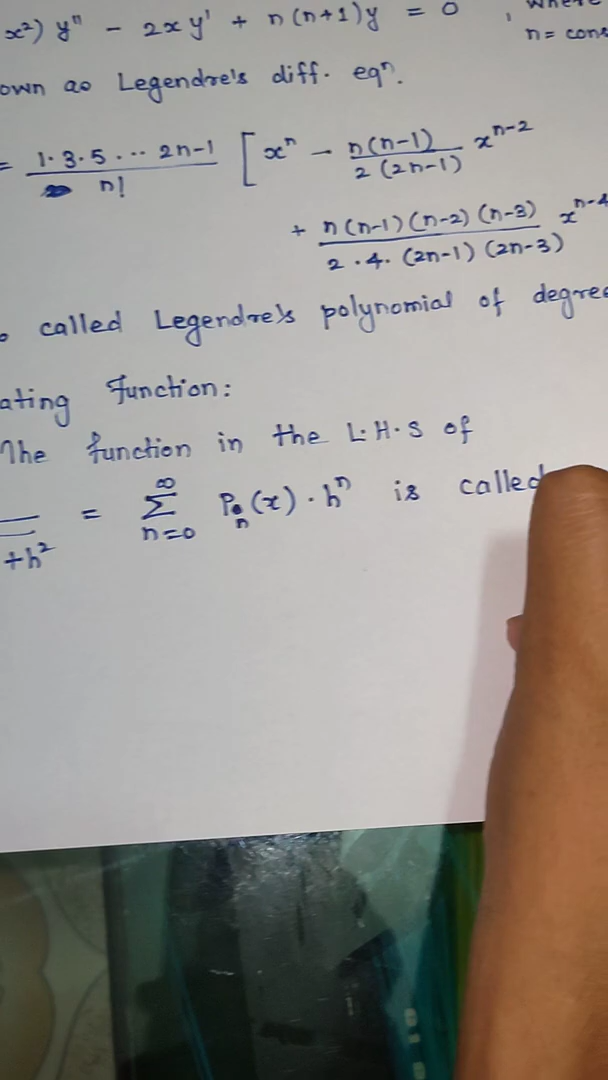 x²) y" - 2xy' + n(n+1)y = 0 , where
n = cons
own as Legendre's diff. eqⁿ.
= 1·3·5··· 2n-1 / n! [ xⁿ - n(n-1) / 2(2n-1) xⁿ⁻²
+ n(n-1)(n-2)(n-3) / 2·4·(2n-1)(2n-3) xⁿ⁻⁴
called Legendre's polynomial of degree
ating Function:
The function in the L·H·S of
+h² = ∞ Σ n=0 Pₙ(x)·hⁿ is called